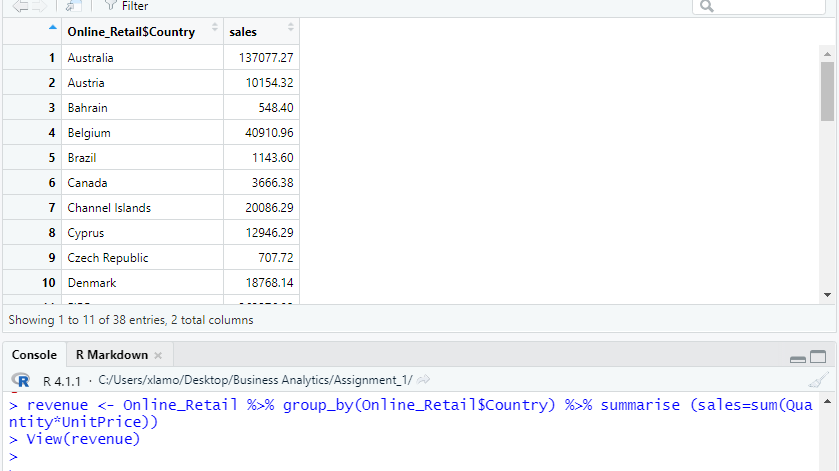 Filter
Online_Retail$Country sales
1 Australia 137077.27
2 Austria 10154.32
3 Bahrain 548.40
4 Belgium 40910.96
5 Brazil 1143.60
6 Canada 3666.38
7 Channel Islands 20086.29
8 Cyprus 12946.29
9 Czech Republic 707.72
10 Denmark 18768.14
Showing 1 to 11 of 38 entries, 2 total columns
Console R Markdown
R R 4.1.1 · C:/Users/xlamo/Desktop/Business Analytics/Assignment_1/
> revenue <- Online_Retail %>% group_by(Online_Retail$Country) %>% summarise (sales=sum(Qua
ntity*UnitPrice))
> View(revenue)
>